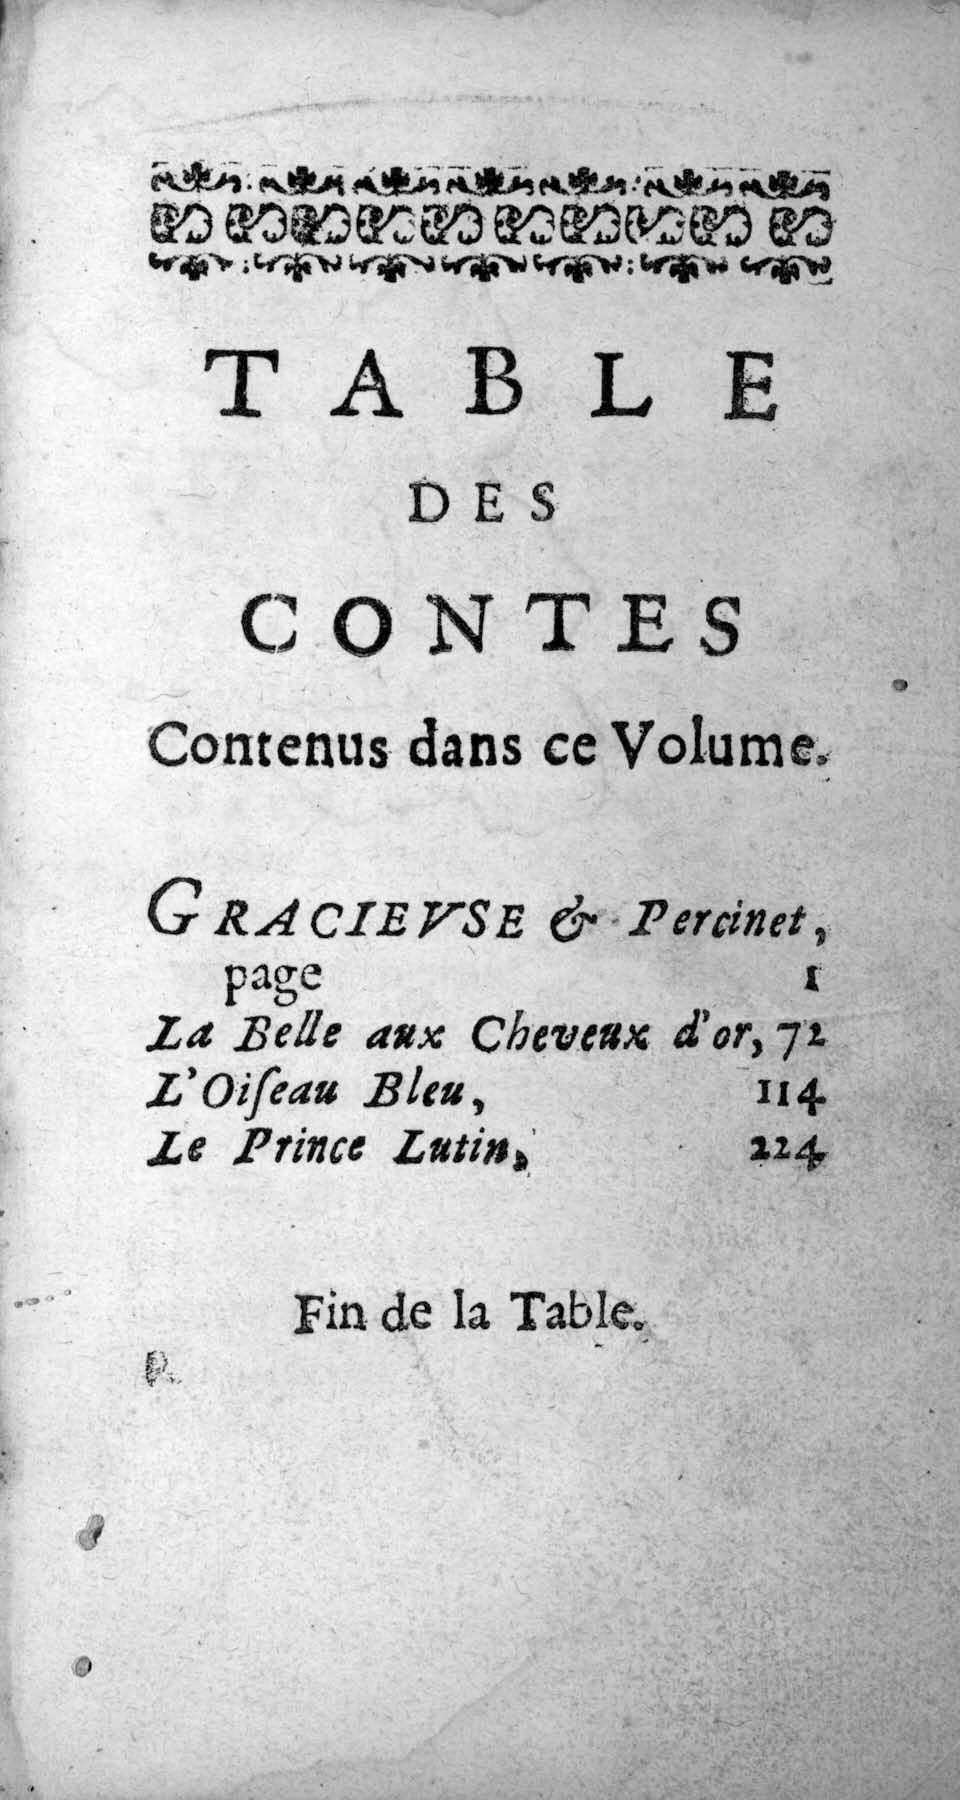 TABLE
DES
CONTES
Contenus dans ce Volume.
GRACIEVSE & Percinet,
page 1
La Belle aux Cheveux d'or, 72
L'Oiſeau Bleu, 114
Le Prince Lutin, 224
Fin de la Table.